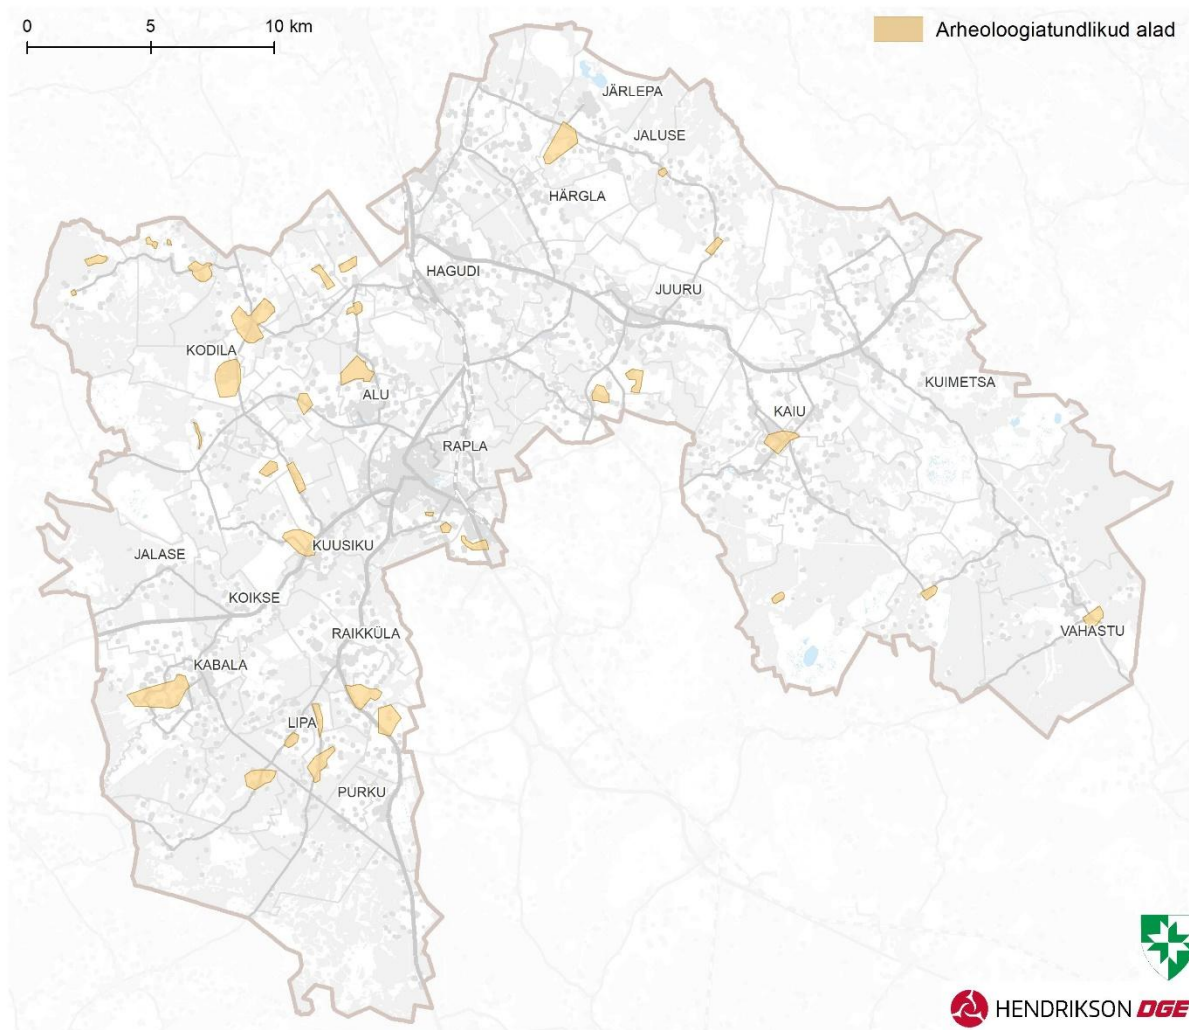 0 5 10 km
Arheoloogiatundlikud alad
JÄRLEPA
JALUSE
HÄRGLA
HAGUDI
JUURU
KODILA
KUIMETSA
ALU
KAIU
RAPLA
KUUSIKU
JALASE
KOIKSE
RAIKKÜLA
VAHASTU
KABALA
LIPA
PURKU
HENDRIKSON DGE